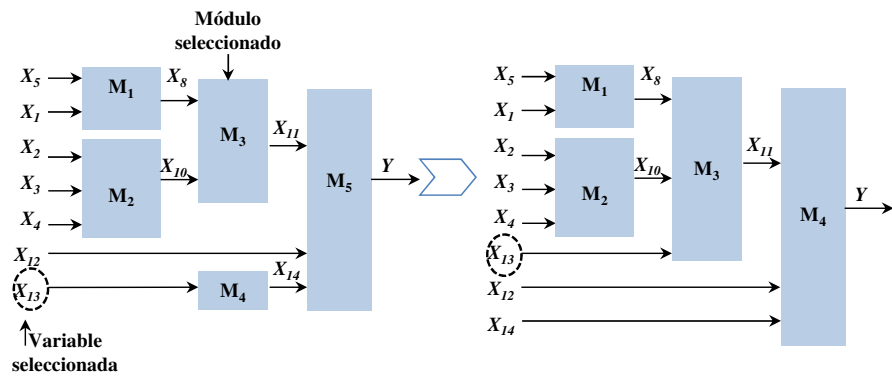 Módulo
seleccionado
X5
X1
M1
X8
X2
X3
X4
M2
X10
M3
X11
X12
X13
M4
X14
M5
Y
Variable
seleccionada
X5
X1
M1
X8
X2
X3
X4
M2
X10
X13
M3
X11
X12
X14
M4
Y